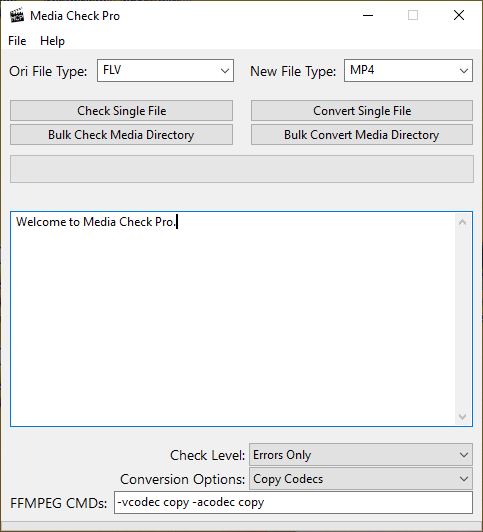 Media Check Pro
File Help
Ori File Type: FLV New File Type: MP4
Check Single File Convert Single File
Bulk Check Media Directory Bulk Convert Media Directory
Welcome to Media Check Pro.
Check Level: Errors Only
Conversion Options: Copy Codecs
FFMPEG CMDs: -vcodec copy -acodec copy